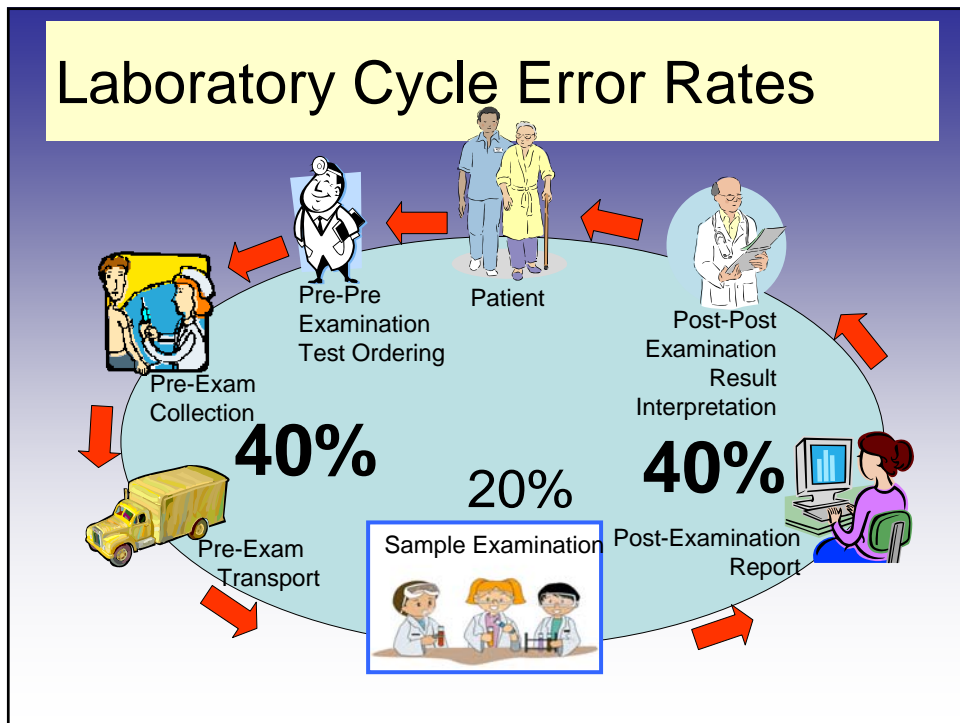 Laboratory Cycle Error Rates
Patient
Pre-Pre
Examination
Test Ordering
Pre-Exam
Collection
40%
Pre-Exam
Transport
20%
Sample Examination
40%
Post-Examination
Report
Post-Post
Examination
Result
Interpretation